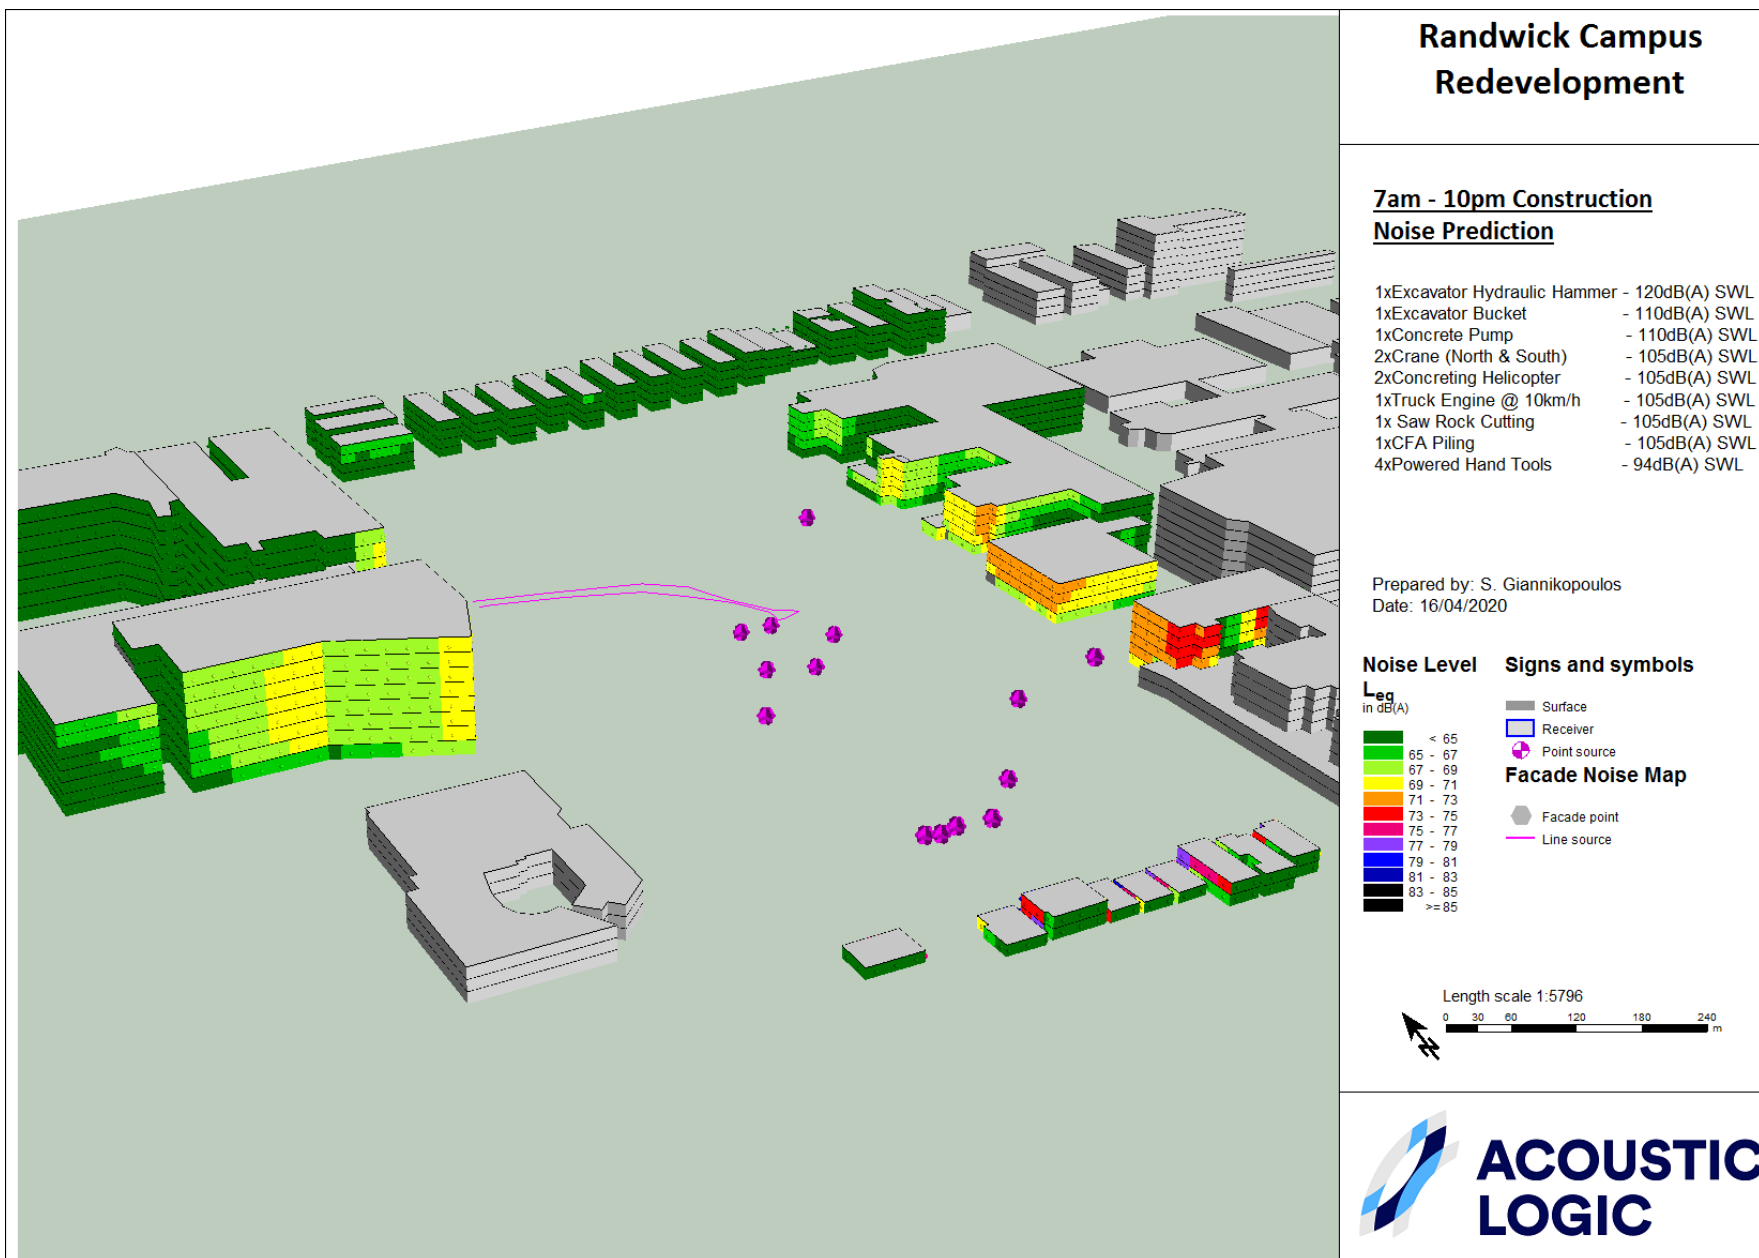 Randwick Campus
Redevelopment
7am - 10pm Construction
Noise Prediction
1xExcavator Hydraulic Hammer - 120dB(A) SWL
1xExcavator Bucket - 110dB(A) SWL
1xConcrete Pump - 110dB(A) SWL
2xCrane (North & South) - 105dB(A) SWL
2xConcreting Helicopter - 105dB(A) SWL
1xTruck Engine @ 10km/h - 105dB(A) SWL
1x Saw Rock Cutting - 105dB(A) SWL
1xCFA Piling - 105dB(A) SWL
4xPowered Hand Tools - 94dB(A) SWL
Prepared by: S. Giannikopoulos
Date: 16/04/2020
Noise Level
Leq
in dB(A)
< 65
65 - 67
67 - 69
69 - 71
71 - 73
73 - 75
75 - 77
77 - 79
79 - 81
81 - 83
83 - 85
>= 85
Signs and symbols
Surface
Receiver
Point source
Facade Noise Map
Facade point
Line source
Length scale 1:5796
0 30 60 120 180 240
m
N
ACOUSTIC
LOGIC